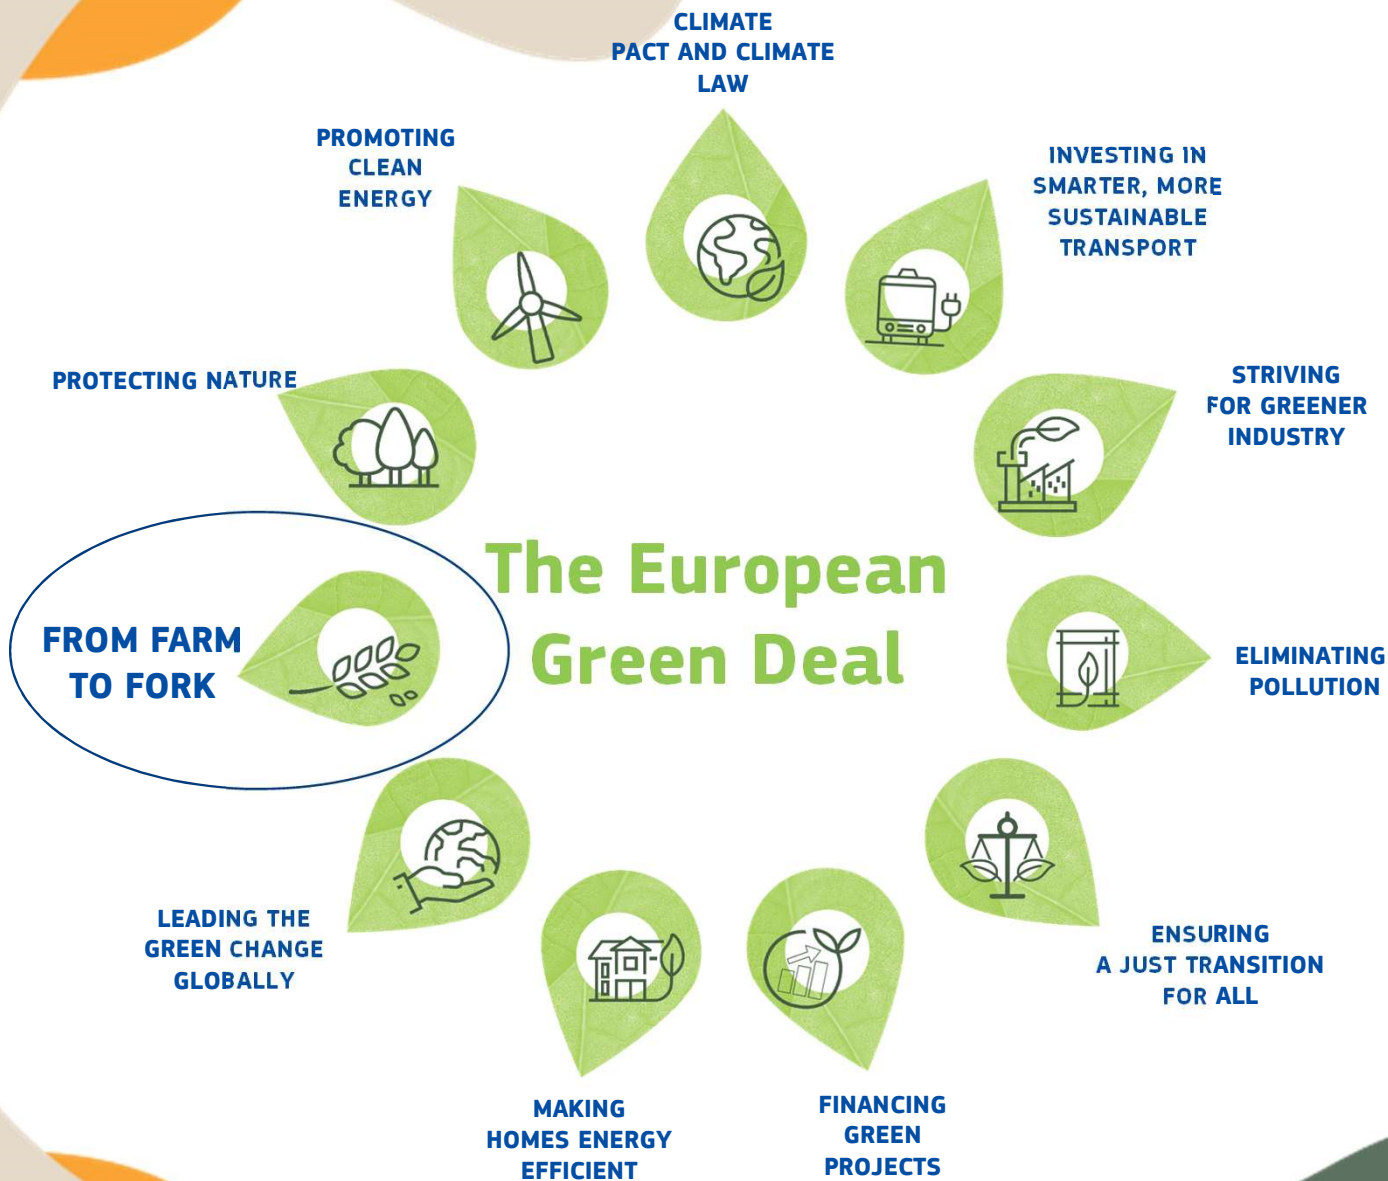 CLIMATE
PACT AND CLIMATE
LAW
PROMOTING
CLEAN
ENERGY
INVESTING IN
SMARTER, MORE
SUSTAINABLE
TRANSPORT
PROTECTING NATURE
STRIVING
FOR GREENER
INDUSTRY
The European
Green Deal
FROM FARM
TO FORK
ELIMINATING
POLLUTION
LEADING THE
GREEN CHANGE
GLOBALLY
ENSURING
A JUST TRANSITION
FOR ALL
MAKING
HOMES ENERGY
EFFICIENT
FINANCING
GREEN
PROJECTS